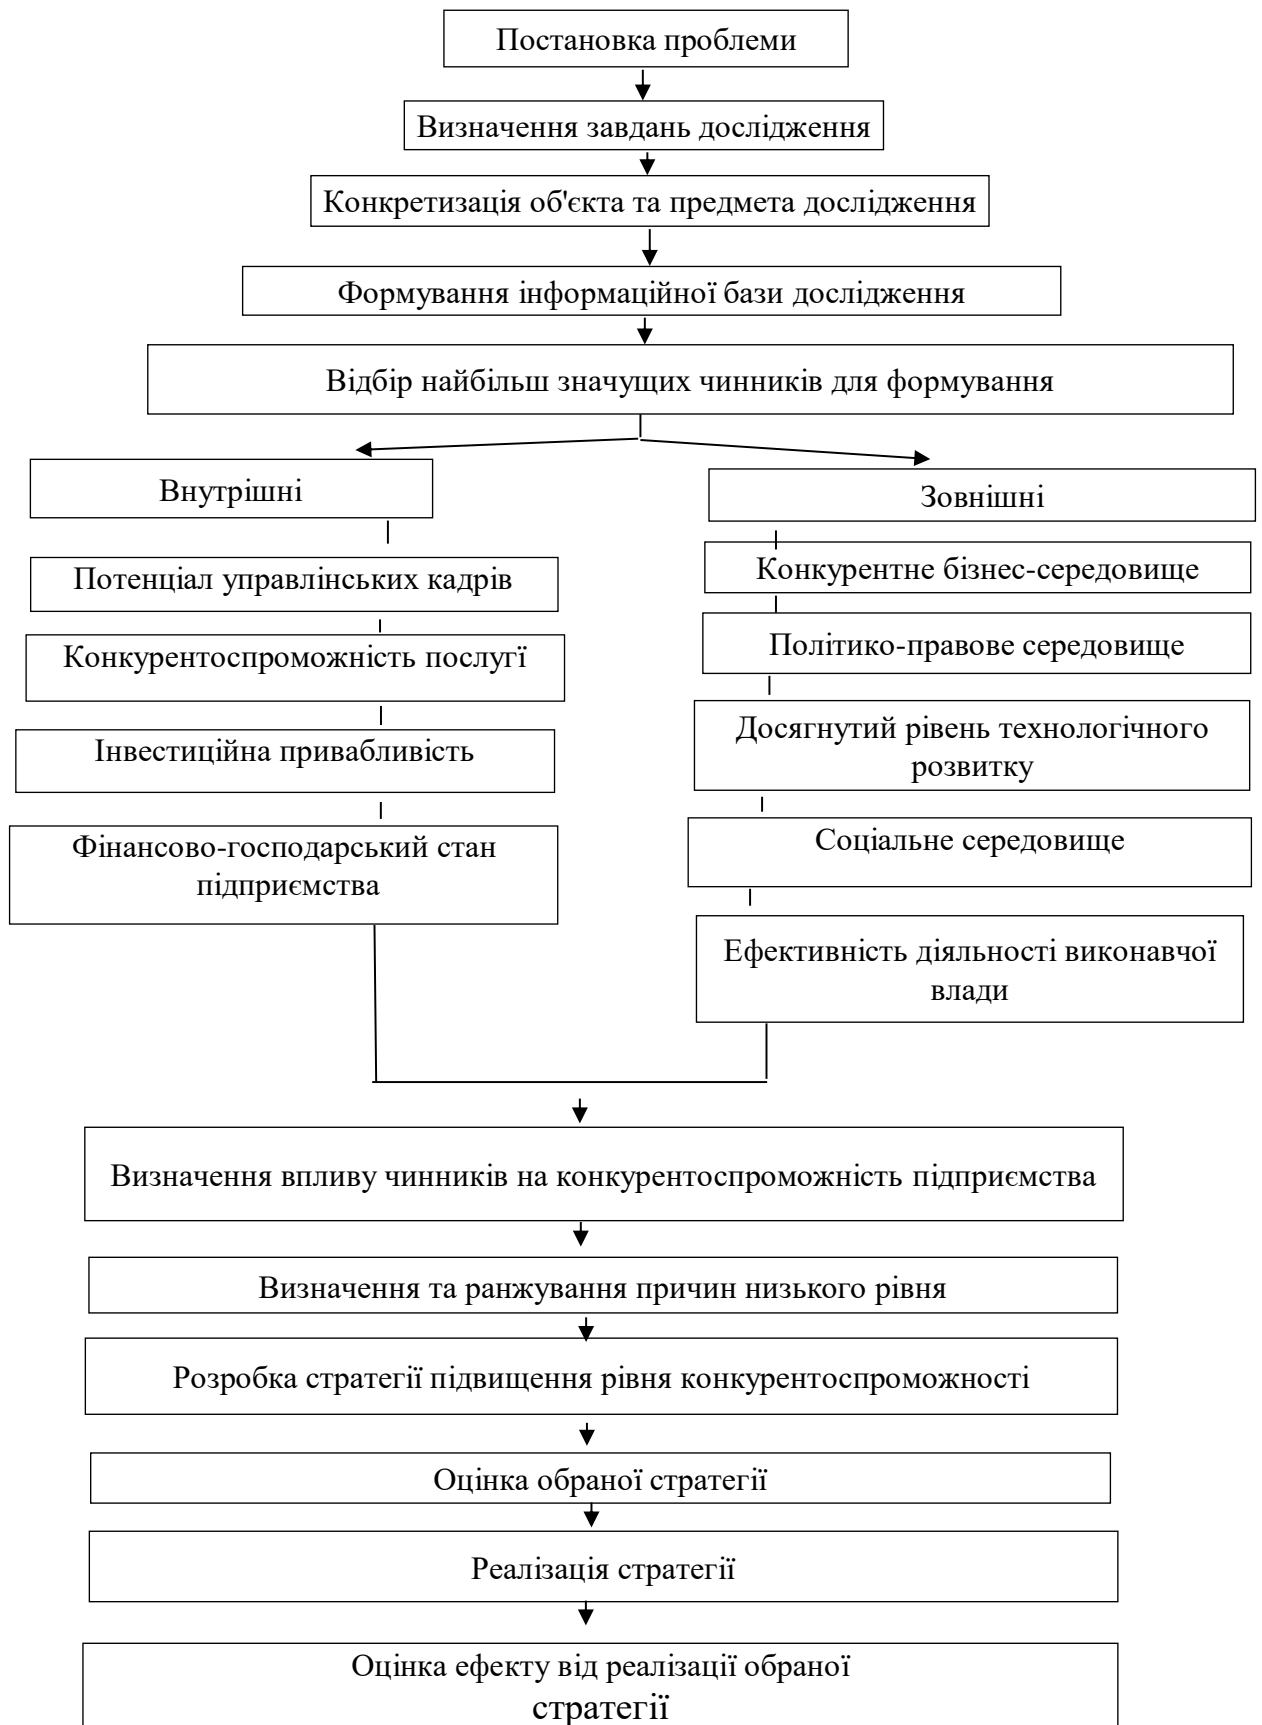 Постановка проблеми
Визначення завдань дослідження
Конкретизація об'єкта та предмета дослідження
Формування інформаційної бази дослідження
Відбір найбільш значущих чинників для формування
Внутрішні
Потенціал управлінських кадрів
Конкурентоспроможність послугї
Інвестиційна привабливість
Фінансово-господарський стан
підприємства
Зовнішні
Конкурентне бізнес-середовище
Політико-правове середовище
Досягнутий рівень технологічного
розвитку
Соціальне середовище
Ефективність діяльності виконавчої
влади
Визначення впливу чинників на конкурентоспроможність підприємства
Визначення та ранжування причин низького рівня
Розробка стратегії підвищення рівня конкурентоспроможності
Оцінка обраної стратегії
Реалізація стратегії
Оцінка ефекту від реалізації обраної
стратегії